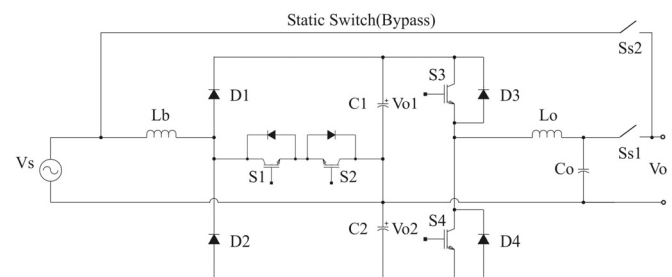 Static Switch(Bypass)
Ss2
S3
D1
C1
Vo1
D3
Lb
Lo
Ss1
Vs
S1
S2
Co
Vo
D2
C2
Vo2
S4
D4